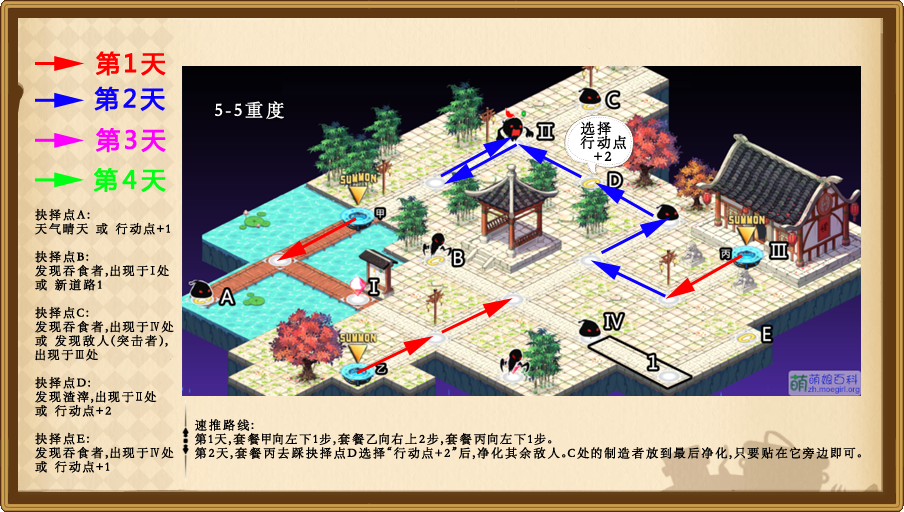 第1天
第2天
第3天
第4天
抉择点A:
天气晴天 或 行动点+1
抉择点B:
发现吞食者,出现于Ⅰ处
或 新道路1
抉择点C:
发现吞食者,出现于Ⅳ处
或 发现敌人(突击者),
出现于Ⅲ处
抉择点D:
发现渣滓,出现于Ⅱ处
或 行动点+2
抉择点E:
发现吞食者,出现于Ⅳ处
或 行动点+1
5-5重度
C
Ⅱ
选择
行动点
+2
D
SUMMON
甲
SUMMON
丙
Ⅲ
B
A
Ⅰ
Ⅳ
E
SUMMON
乙
1
萌娘百科
zh.moegirl.org
速推路线:
第1天,套餐甲向左下1步,套餐乙向右上2步,套餐丙向左下1步。
第2天,套餐丙去踩抉择点D选择“行动点+2”后,净化其余敌人。C处的制造者放到最后净化,只要贴在它旁边即可。